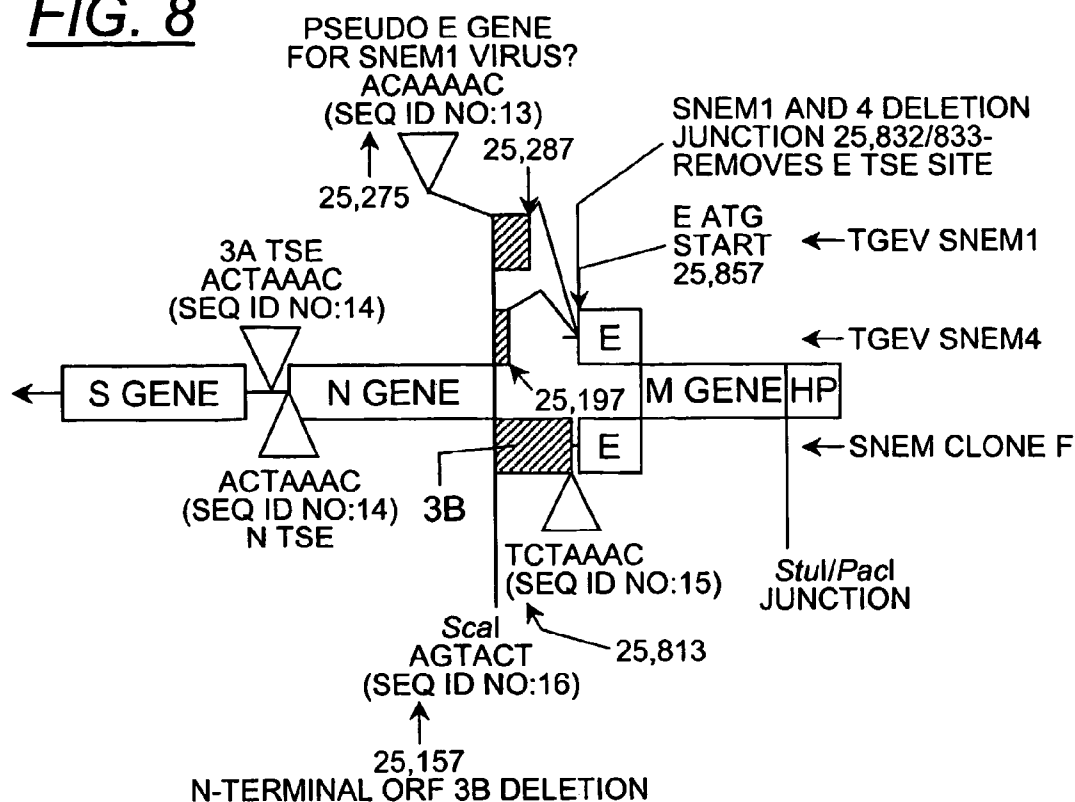 FIG. 8
PSEUDO E GENE
FOR SNEM1 VIRUS?
ACAAAAC
(SEQ ID NO:13)
25,275
25,287
SNEM1 AND 4 DELETION
JUNCTION 25,832/833-
REMOVES E TSE SITE
E ATG
START
25,857
TGEV SNEM1
3A TSE
ACTAAAC
(SEQ ID NO:14)
E
TGEV SNEM4
S GENE
N GENE
25,197
M GENE
HP
ACTAAAC
(SEQ ID NO:14)
N TSE
3B
E
SNEM CLONE F
TCTAAAC
(SEQ ID NO:15)
25,813
StuI/PacI
JUNCTION
ScaI
AGTACT
(SEQ ID NO:16)
25,157
N-TERMINAL ORF 3B DELETION